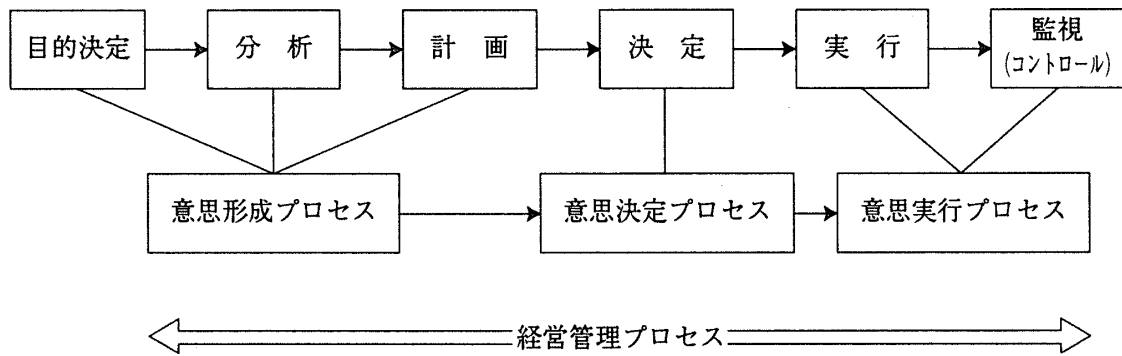 目的決定
分析
計画
決定
実行
監視
(コントロール)
意思形成プロセス
意思決定プロセス
意思実行プロセス
経営管理プロセス